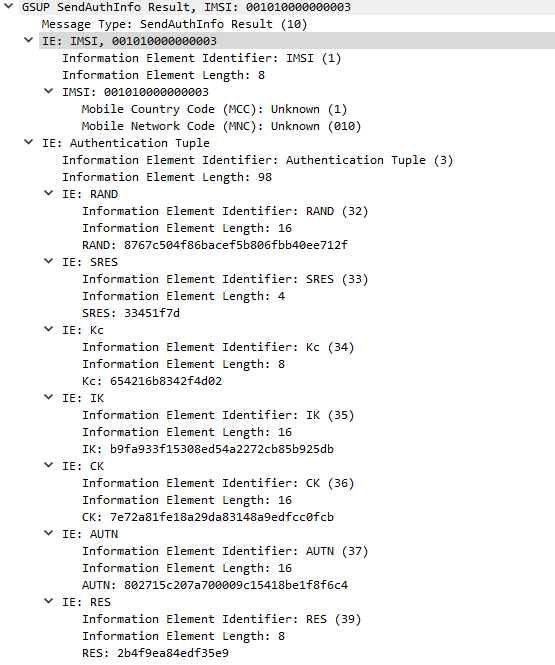 GSUP SendAuthInfo Result, IMSI: 001010000000003
Message Type: SendAuthInfo Result (10)
IE: IMSI, 001010000000003
Information Element Identifier: IMSI (1)
Information Element Length: 8
IMSI: 001010000000003
Mobile Country Code (MCC): Unknown (1)
Mobile Network Code (MNC): Unknown (010)
IE: Authentication Tuple
Information Element Identifier: Authentication Tuple (3)
Information Element Length: 98
IE: RAND
Information Element Identifier: RAND (32)
Information Element Length: 16
RAND: 8767c504f86bacef5b806fbb40ee712f
IE: SRES
Information Element Identifier: SRES (33)
Information Element Length: 4
SRES: 33451f7d
IE: Kc
Information Element Identifier: Kc (34)
Information Element Length: 8
Kc: 654216b8342f4d02
IE: IK
Information Element Identifier: IK (35)
Information Element Length: 16
IK: b9fa933f15308ed54a2272cb85b925db
IE: CK
Information Element Identifier: CK (36)
Information Element Length: 16
CK: 7e72a81fe18a29da83148a9edfcc0fcb
IE: AUTN
Information Element Identifier: AUTN (37)
Information Element Length: 16
AUTN: 802715c207a700009c15418be1f8f6c4
IE: RES
Information Element Identifier: RES (39)
Information Element Length: 8
RES: 2b4f9ea84edf35e9